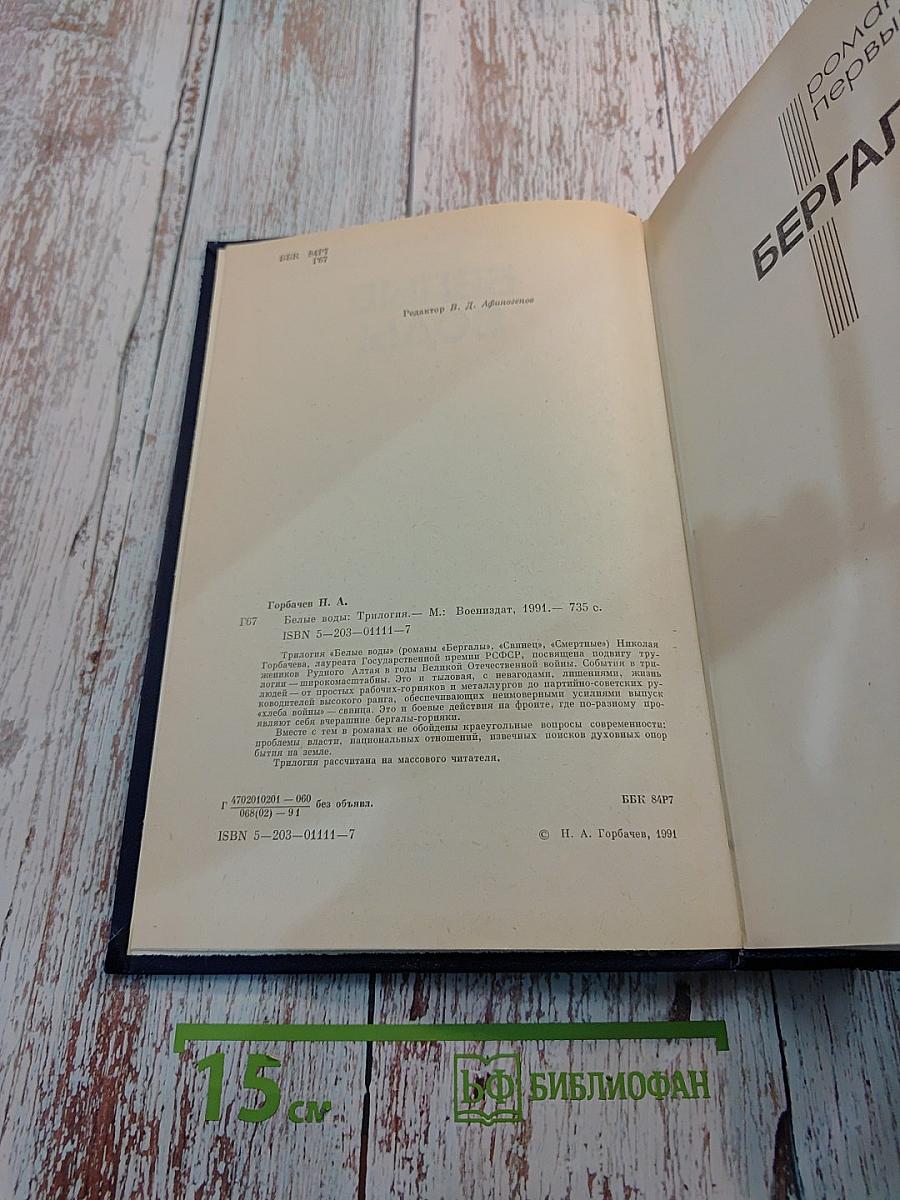 ББК 84Р7
Г67
Редактор В. Д. Афиногенов
Горбачев Н. А.
Г67 Белые воды: Трилогия.— М.: Воениздат, 1991.— 735 с.
ISBN 5—203—01111—7
Трилогия «Белые воды» (романы «Бергалы», «Свинец», «Смертные») Николая
Горбачева, лауреата Государственной премии РСФСР, посвящена подвигу тру-
жеников Рудного Алтая в годы Великой Отечественной войны. События в три-
логии — широкомасштабны. Это и тыловая, с невзгодами, лишениями, жизнь
людей — от простых рабочих-горняков и металлургов до партийно-советских ру-
ководителей высокого ранга, обеспечивающих неимоверными усилиями выпуск
«хлеба войны» — свинца. Это и боевые действия на фронте, где по-разному про-
являют себя вчерашние бергалы-горняки.
Вместе с тем в романах не обойдены краеугольные вопросы современности:
проблемы власти, национальных отношений, извечных поисков духовных опор
бытия на земле.
Трилогия рассчитана на массового читателя.
Г 4702010201 — 060 без объявл.
068(02) — 91
ББК 84Р7
ISBN 5—203—01111—7
© Н. А. Горбачев, 1991
роман
первый
БЕРГАЛ
15 см
БФ БИБЛИОФАН